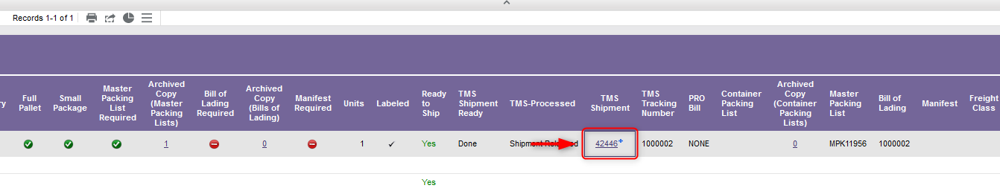 Records 1-1 of 1
ry
Full Pallet
Small Package
Master Packing List Required
Archived Copy (Master Packing Lists)
Bill of Lading Required
Archived Copy (Bills of Lading)
Manifest Required
Units
Labeled
Ready to Ship
TMS Shipment Ready
TMS-Processed
TMS Shipment
TMS Tracking Number
PRO Bill
Container Packing List
Archived Copy (Container Packing Lists)
Master Packing List
Bill of Lading
Manifest
Freight Class
1
0
1
Yes
Done
Shipment Released
42446+
1000002
NONE
0
MPK11956
1000002
Yes